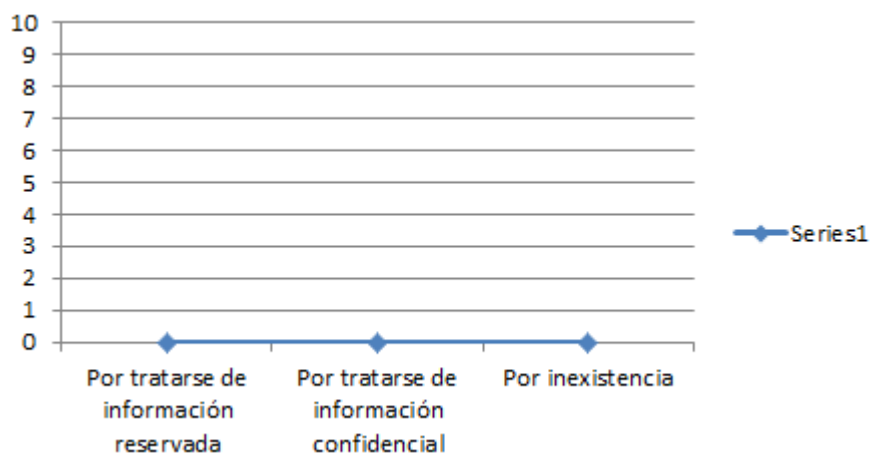 10
9
8
7
6
5
4
3
2
1
0
Series1
Por tratarse de
información
reservada
Por tratarse de
información
confidencial
Por inexistencia